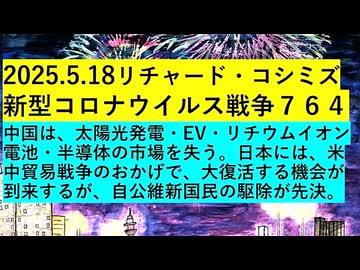 2025.5.18リチャード・コシミズ
新型コロナウイルス戦争７６４
中国は、太陽光発電・EV・リチウムイオン
電池・半導体の市場を失う。日本には、米
中貿易戦争のおかげで、大復活する機会が
到来するが、自公維新国民の駆除が先決。